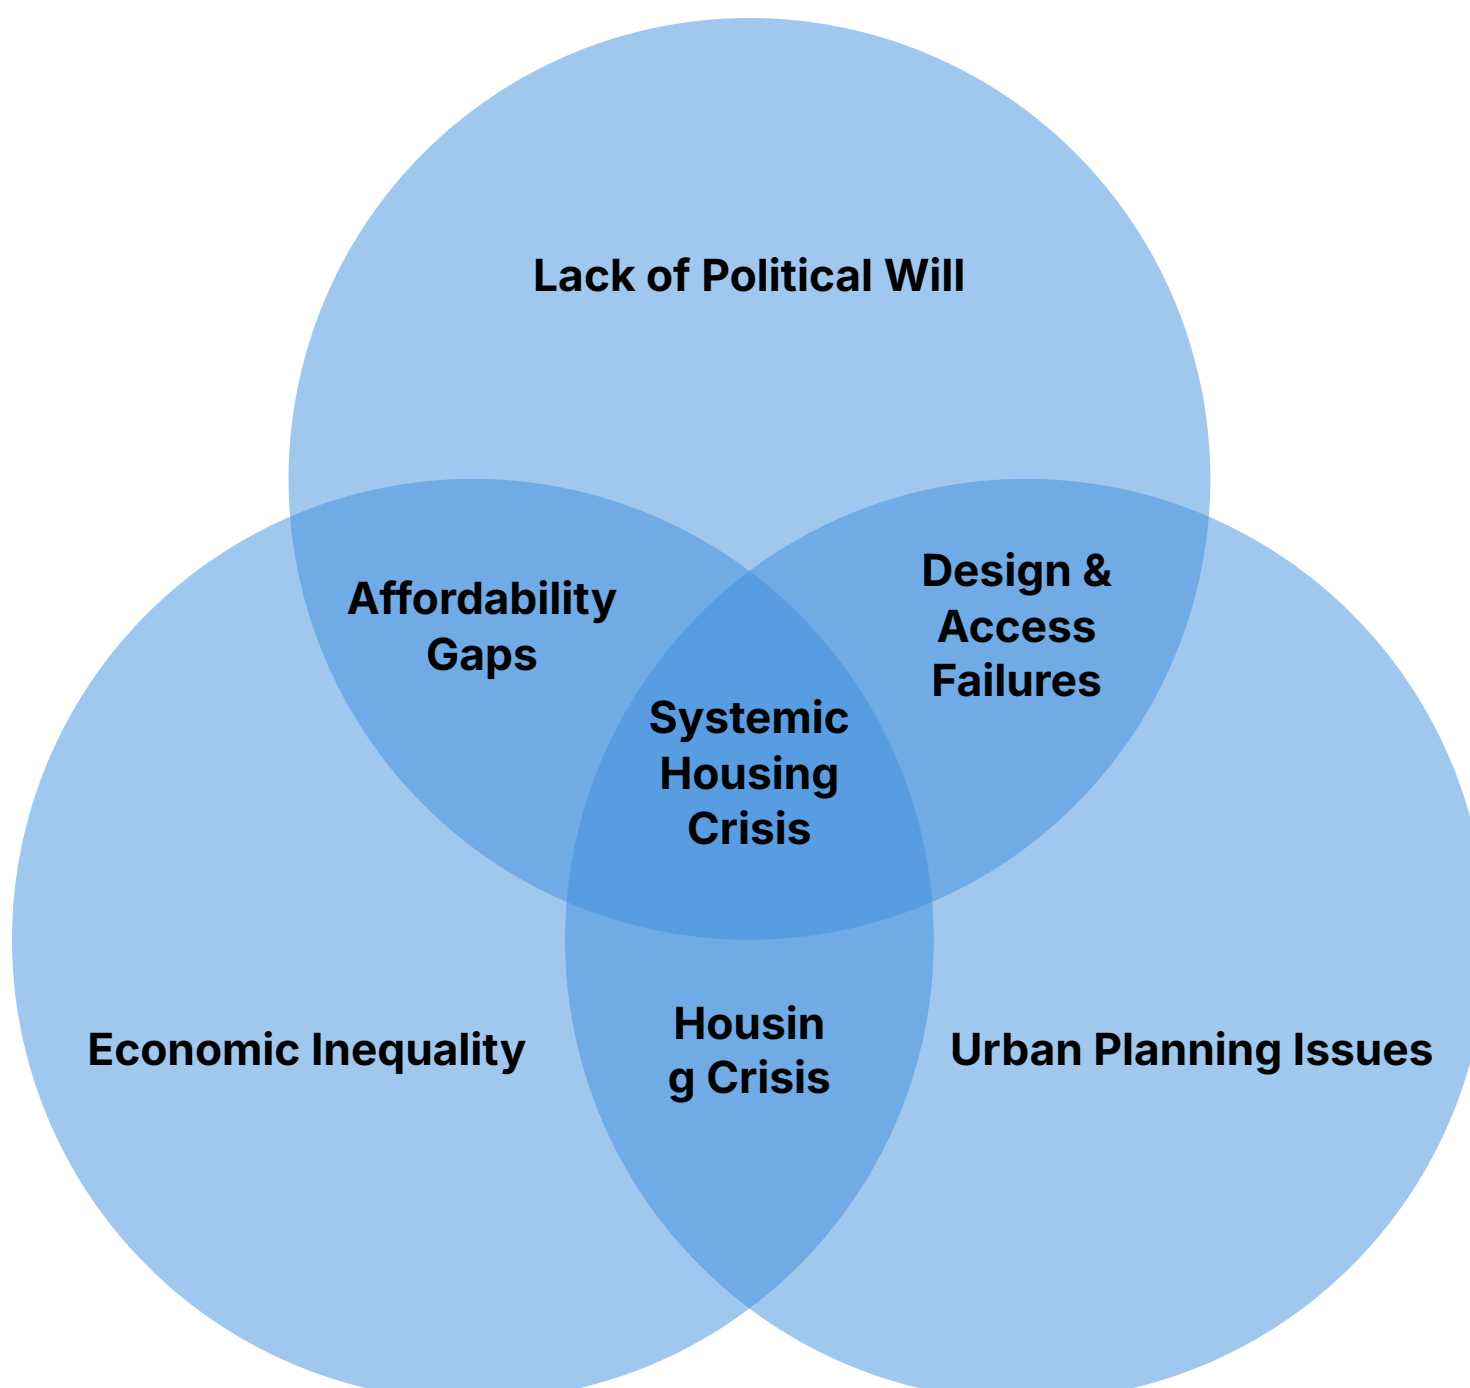 Lack of Political Will
Affordability
Gaps
Design &
Access
Failures
Systemic
Housing
Crisis
Economic Inequality
Housin
g Crisis
Urban Planning Issues